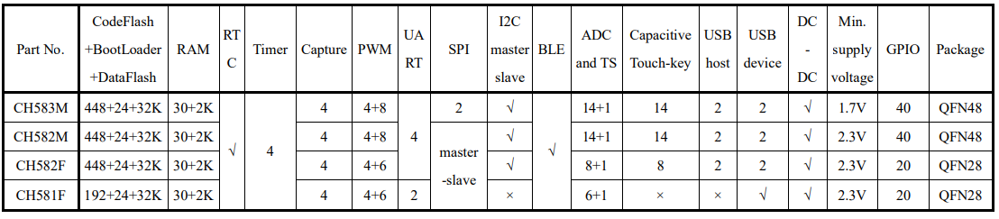 Part No. CodeFlash +BootLoader +DataFlash RAM RT C Timer Capture PWM UA RT SPI I2C master slave BLE ADC and TS Capacitive Touch-key USB host USB device DC - DC Min. supply voltage GPIO Package
CH583M 448+24+32K 30+2K √ 4 4 4+8 4 2 √ √ 14+1 14 2 2 √ 1.7V 40 QFN48
CH582M 448+24+32K 30+2K 4 4+8 master -slave √ 14+1 14 2 2 √ 2.3V 40 QFN48
CH582F 448+24+32K 30+2K 4 4+6 √ 8+1 8 2 2 √ 2.3V 20 QFN28
CH581F 192+24+32K 30+2K 4 4+6 2 × 6+1 × × √ √ 2.3V 20 QFN28